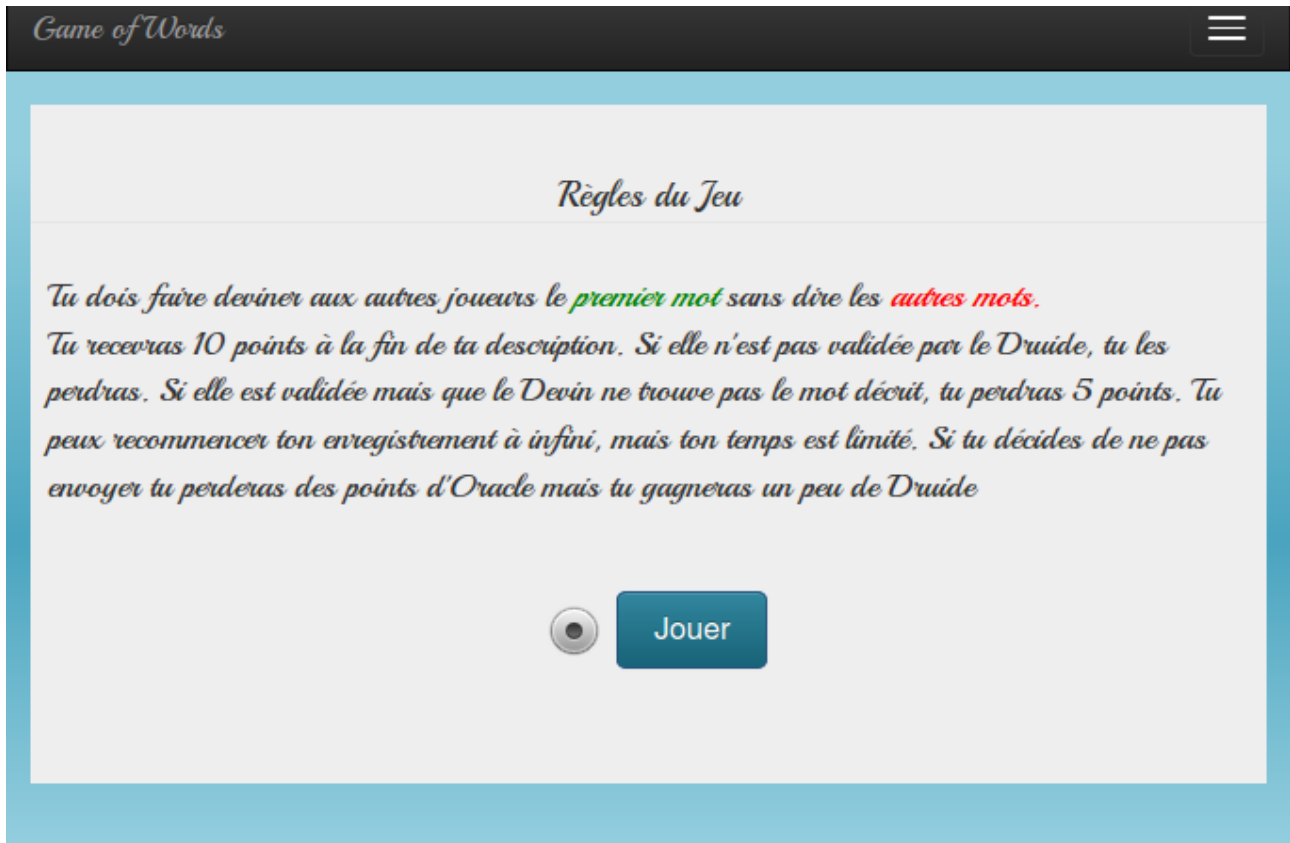 Game of Words
Règles du Jeu
Tu dois faire deviner aux autres joueurs le premier mot sans dire les autres mots.
Tu recevras 10 points à la fin de ta description. Si elle n'est pas validée par le Druide, tu les
perdras. Si elle est validée mais que le Devin ne trouve pas le mot décrit, tu perdras 5 points. Tu
peux recommencer ton enregistrement à infini, mais ton temps est limité. Si tu décides de ne pas
envoyer tu perderas des points d'Oracle mais tu gagneras un peu de Druide
Jouer